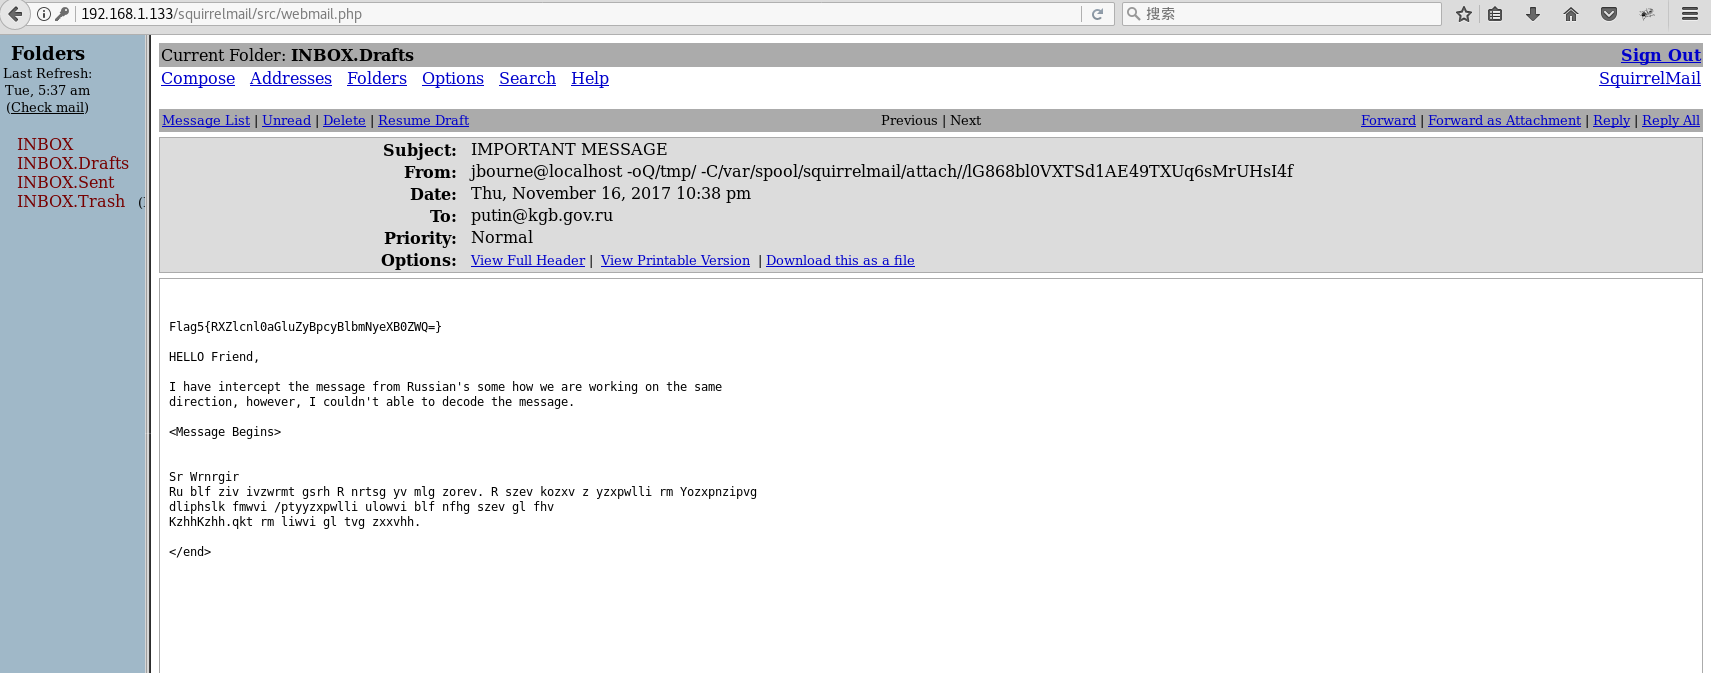 192.168.1.133/squirrelmail/src/webmail.php
搜索
Folders
Last Refresh:
Tue, 5:37 am
(Check mail)
INBOX
INBOX.Drafts
INBOX.Sent
INBOX.Trash
Current Folder: INBOX.Drafts
Sign Out
Compose Addresses Folders Options Search Help
SquirrelMail
Message List | Unread | Delete | Resume Draft
Previous | Next
Forward | Forward as Attachment | Reply | Reply All
Subject: IMPORTANT MESSAGE
From: jbourne@localhost -oQ/tmp/ -C/var/spool/squirrelmail/attach//lG868bl0VXTSd1AE49TXUq6sMrUHsI4f
Date: Thu, November 16, 2017 10:38 pm
To: putin@kgb.gov.ru
Priority: Normal
Options: View Full Header | View Printable Version | Download this as a file
Flag5{RXZlcnl0aGluZyBpcyBlbmNyeXB0ZWQ=}
HELLO Friend,
I have intercept the message from Russian's some how we are working on the same
direction, however, I couldn't able to decode the message.
<Message Begins>
Sr Wrnrgir
Ru blf ziv ivzwrmt gsrh R nrtsg yv mlg zorev. R szev kozxv z yzxpwlli rm Yozxpnzipvg
dliphslk fmwvi /ptyyzxpwlli ulowvi blf nfhg szev gl fhv
KzhhKzhh.qkt rm liwvi gl tvg zxxvhh.
</end>